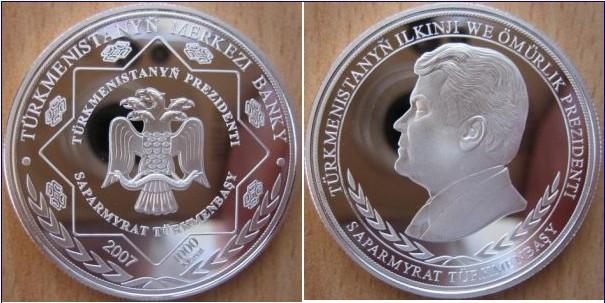 TÜRKMENISTANYŇ MERKEZI BANKY
TÜRKMENISTANYŇ PREZIDENTI
SAPARMYRAT TÜRKMENBAŞY
2007
1000
TÜRKMENISTANYŇ ILKINJI WE ÖMÜRLIK PREZIDENTI
SAPARMYRAT TÜRKMENBAŞY